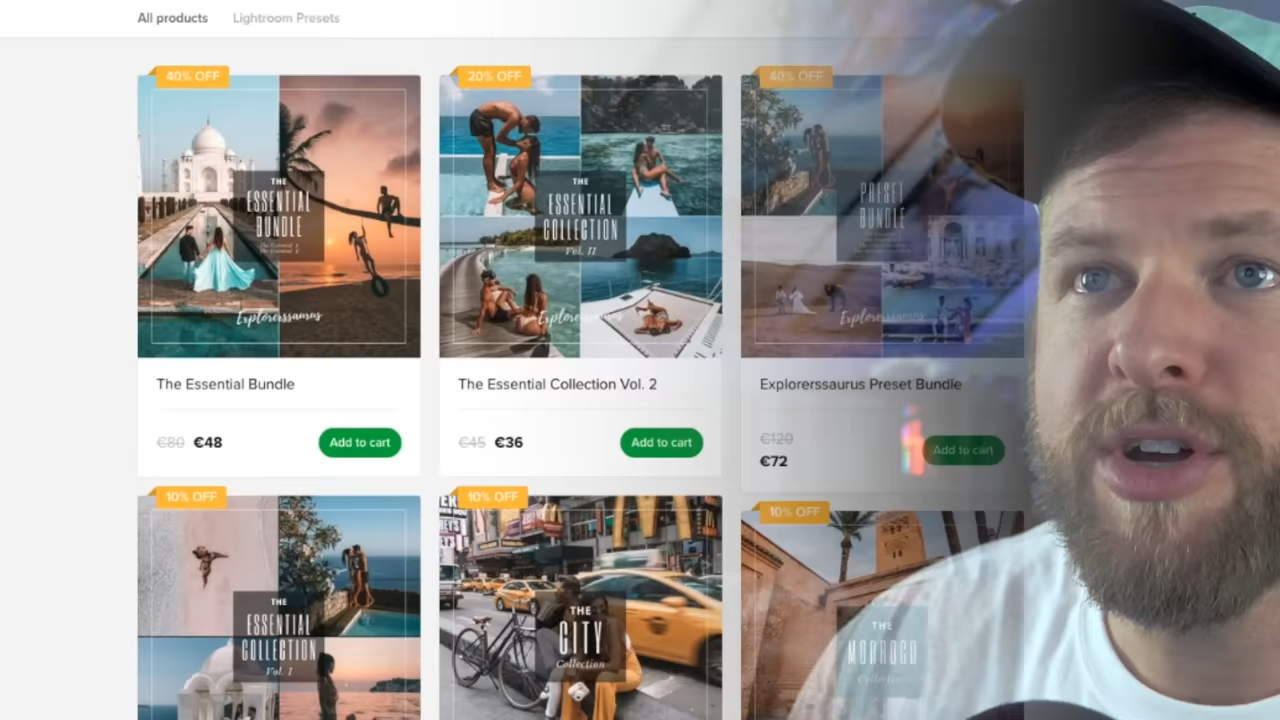 All products
Lightroom Presets
40% OFF
20% OFF
40% OFF
THE
ESSENTIAL
BUNDLE
Explorerssaurus
THE
ESSENTIAL
COLLECTION
Vol. II
Explorerssaurus
PRESET
BUNDLE
Explorerssaurus
The Essential Bundle
The Essential Collection Vol. 2
Explorerssaurus Preset Bundle
€80 €48
Add to cart
€45 €36
Add to cart
€120
€72
Add to cart
10% OFF
10% OFF
10% OFF
THE
ESSENTIAL
COLLECTION
Vol. I
THE
CITY
Collection
THE
MOROCCO
Collection